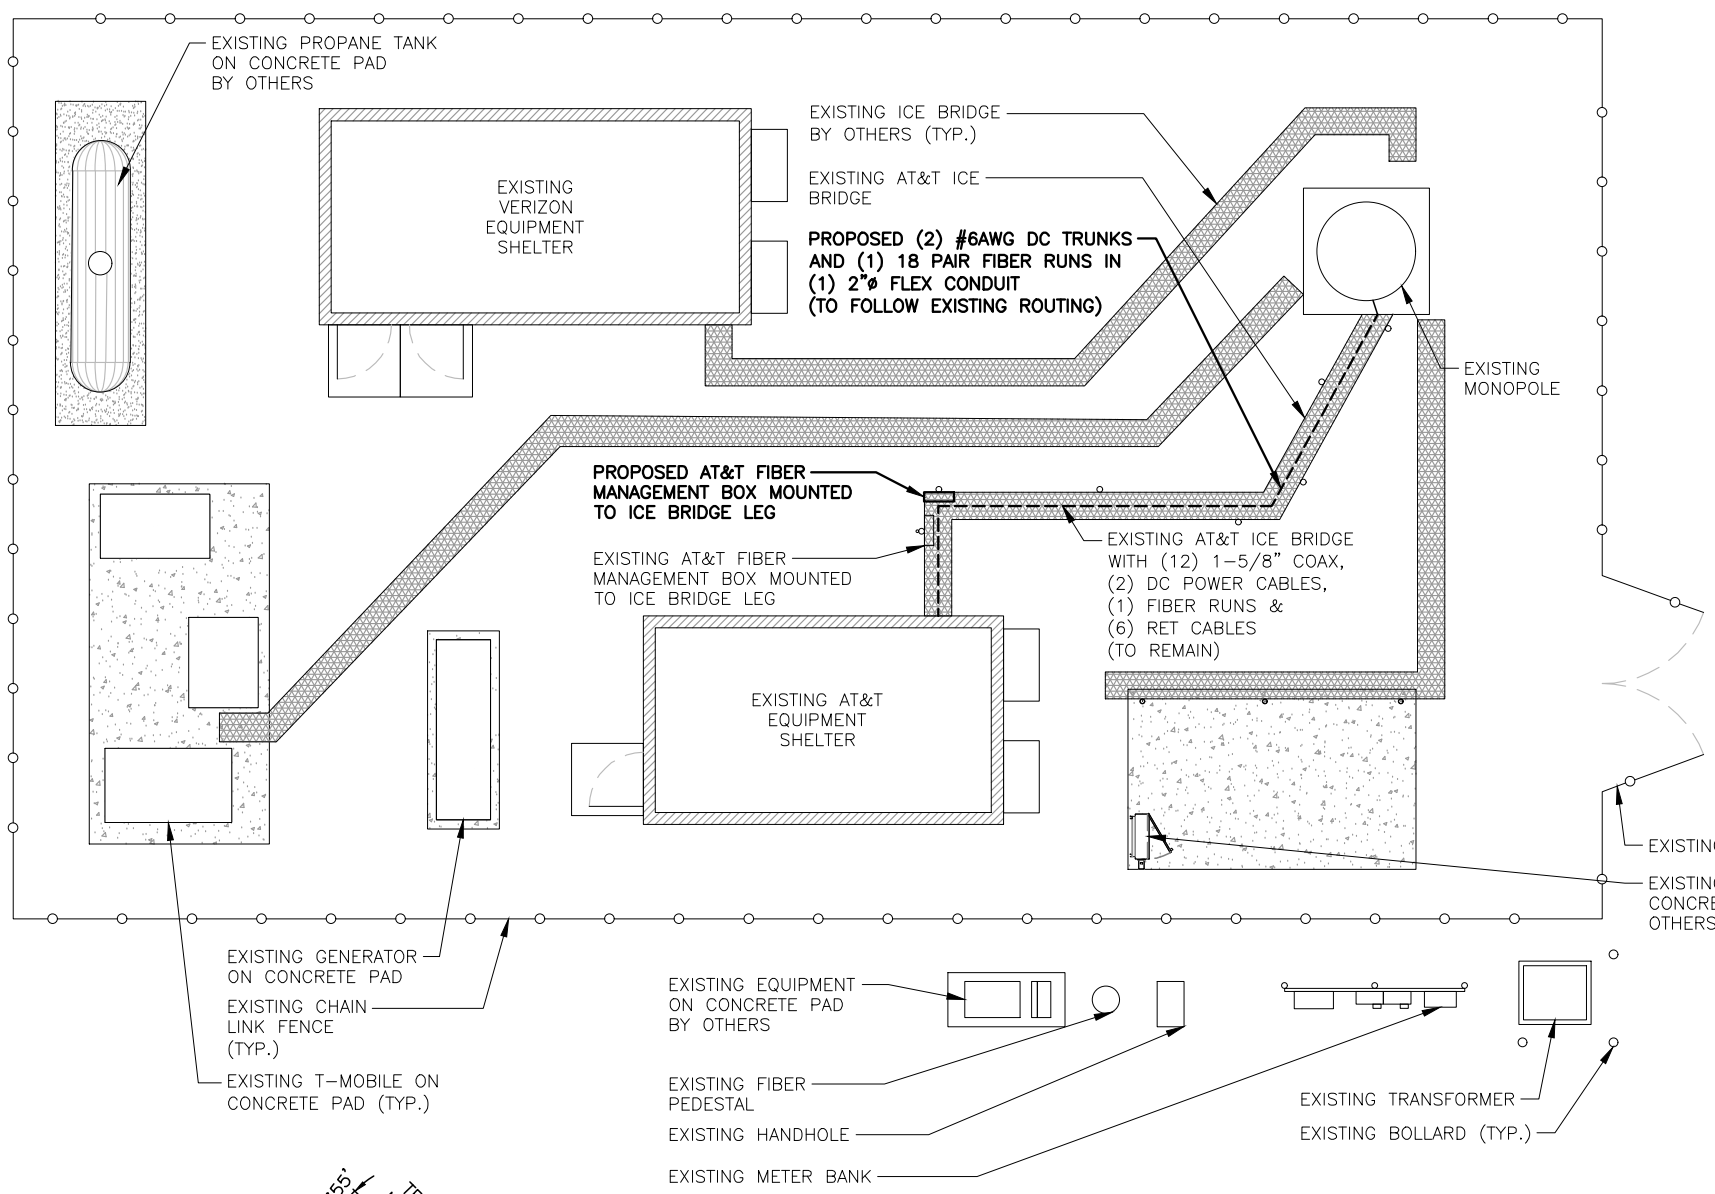 EXISTING PROPANE TANK
ON CONCRETE PAD
BY OTHERS
EXISTING
VERIZON
EQUIPMENT
SHELTER
EXISTING ICE BRIDGE
BY OTHERS (TYP.)
EXISTING AT&T ICE
BRIDGE
PROPOSED (2) #6AWG DC TRUNKS
AND (1) 18 PAIR FIBER RUNS IN
(1) 2"ø FLEX CONDUIT
(TO FOLLOW EXISTING ROUTING)
EXISTING
MONOPOLE
PROPOSED AT&T FIBER
MANAGEMENT BOX MOUNTED
TO ICE BRIDGE LEG
EXISTING AT&T FIBER
MANAGEMENT BOX MOUNTED
TO ICE BRIDGE LEG
EXISTING AT&T ICE BRIDGE
WITH (12) 1-5/8" COAX,
(2) DC POWER CABLES,
(1) FIBER RUNS &
(6) RET CABLES
(TO REMAIN)
EXISTING AT&T
EQUIPMENT
SHELTER
EXISTING
EXISTING
CONCRE
OTHERS
EXISTING GENERATOR
ON CONCRETE PAD
EXISTING CHAIN
LINK FENCE
(TYP.)
EXISTING T-MOBILE ON
CONCRETE PAD (TYP.)
EXISTING EQUIPMENT
ON CONCRETE PAD
BY OTHERS
EXISTING FIBER
PEDESTAL
EXISTING HANDHOLE
EXISTING METER BANK
EXISTING TRANSFORMER
EXISTING BOLLARD (TYP.)
55'